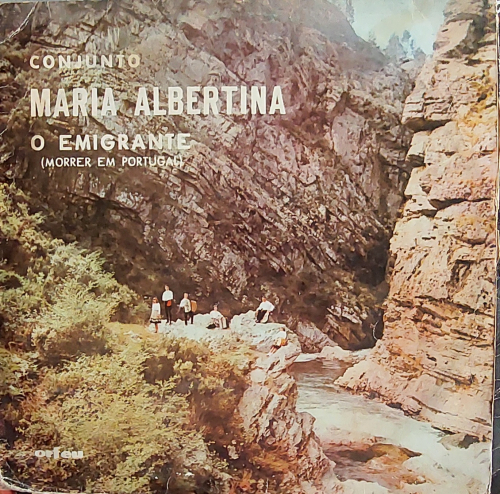 CONJUNTO
MARIA ALBERTINA
O EMIGRANTE
(MORRER EM PORTUGAL)
orfeu